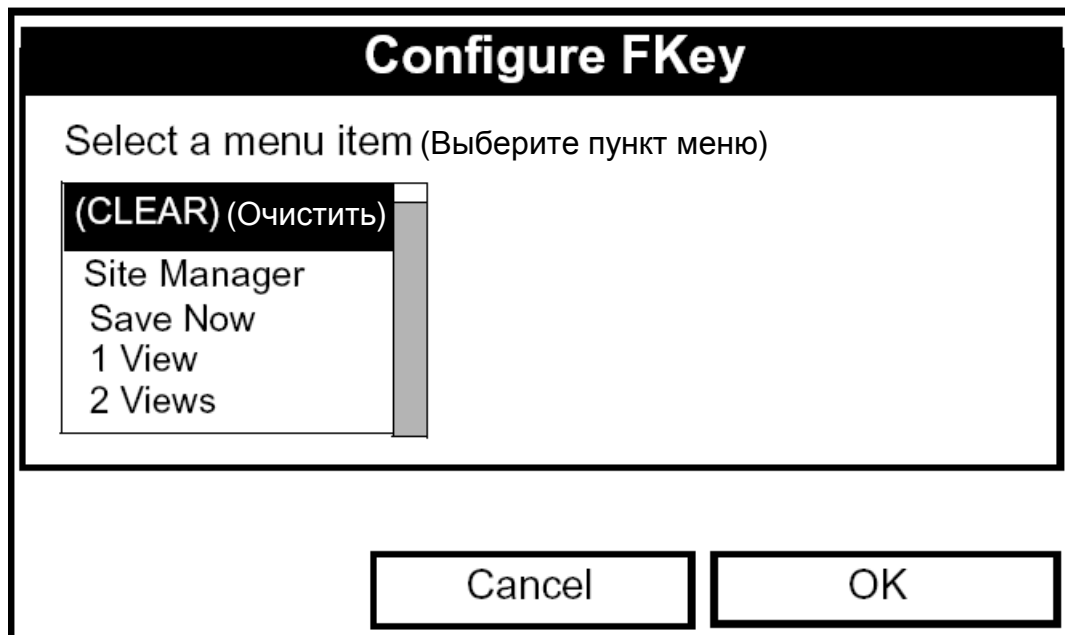 Configure FKey
Select a menu item (Выберите пункт меню)
(CLEAR) (Очистить)
Site Manager
Save Now
1 View
2 Views
Cancel OK